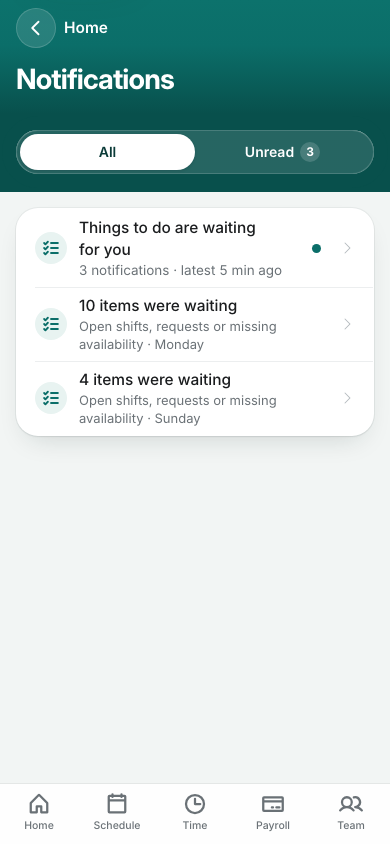 Home
Notifications
All
Unread 3
Things to do are waiting
for you
3 notifications · latest 5 min ago
10 items were waiting
Open shifts, requests or missing
availability · Monday
4 items were waiting
Open shifts, requests or missing
availability · Sunday
Home
Schedule
Time
Payroll
Team